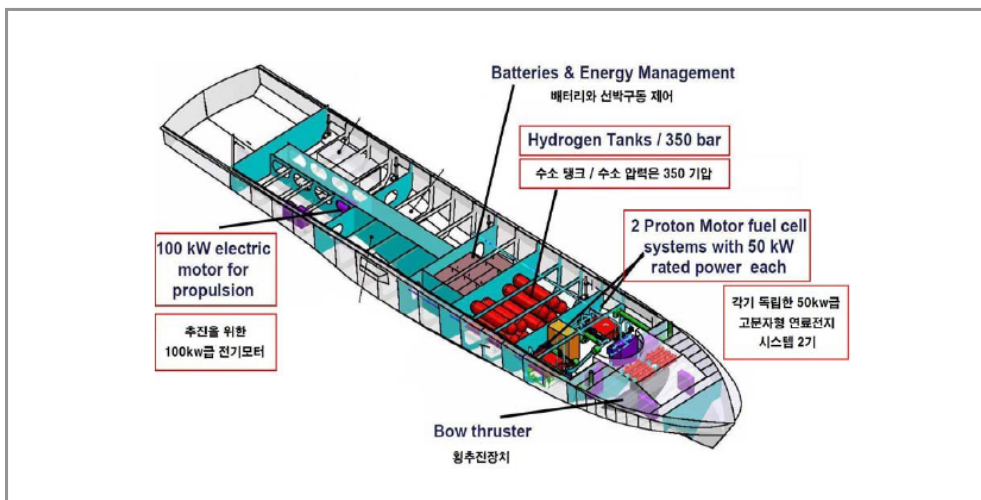 Batteries & Energy Management
배터리와 선박구동 제어
Hydrogen Tanks / 350 bar
수소 탱크 / 수소 압력은 350 기압
2 Proton Motor fuel cell
systems with 50 kW
rated power each
각기 독립한 50kw급
고문자형 연료전지
시스템 2기
100 kW electric
motor for
propulsion
추진을 위한
100kw급 전기모터
Bow thruster
횡추진장치